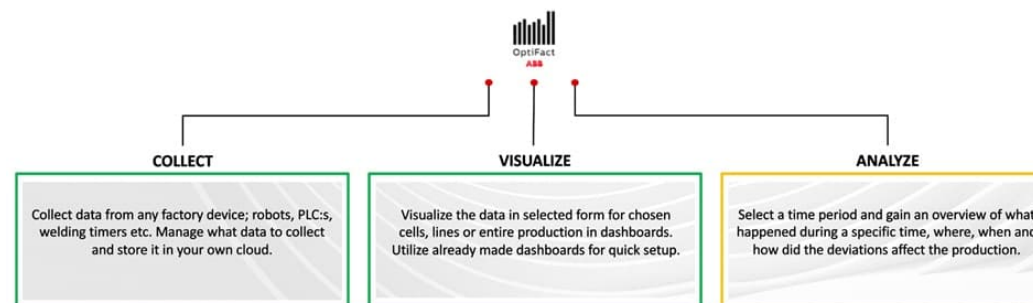 OptiFact
ABB
COLLECT
VISUALIZE
ANALYZE
Collect data from any factory device; robots, PLC:s,
welding timers etc. Manage what data to collect
and store it in your own cloud.
Visualize the data in selected form for chosen
cells, lines or entire production in dashboards.
Utilize already made dashboards for quick setup.
Select a time period and gain an overview of what
happened during a specific time, where, when and
how did the deviations affect the production.